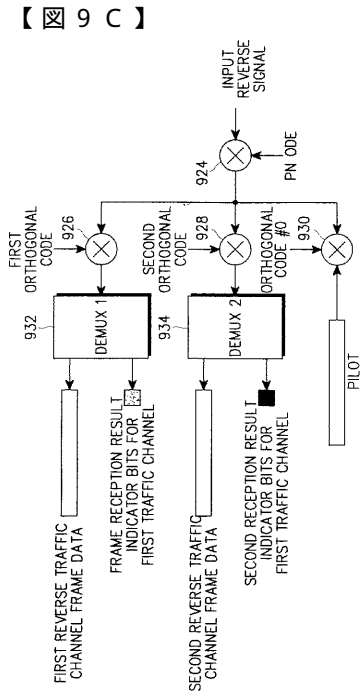 【図９Ｃ】
INPUT
REVERSE
SIGNAL
924
PN ODE
FIRST
ORTHOGONAL
CODE
926
SECOND
ORTHOGONAL
CODE
928
ORTHOGONAL
CODE #0
930
932
DEMUX 1
934
DEMUX 2
PILOT
FIRST REVERSE TRAFFIC
CHANNEL FRAME DATA
FRAME RECEPTION RESULT
INDICATOR BITS FOR
FIRST TRAFFIC CHANNEL
SECOND REVERSE TRAFFIC
CHANNEL FRAME DATA
SECOND RECEPTION RESULT
INDICATOR BITS FOR
FIRST TRAFFIC CHANNEL